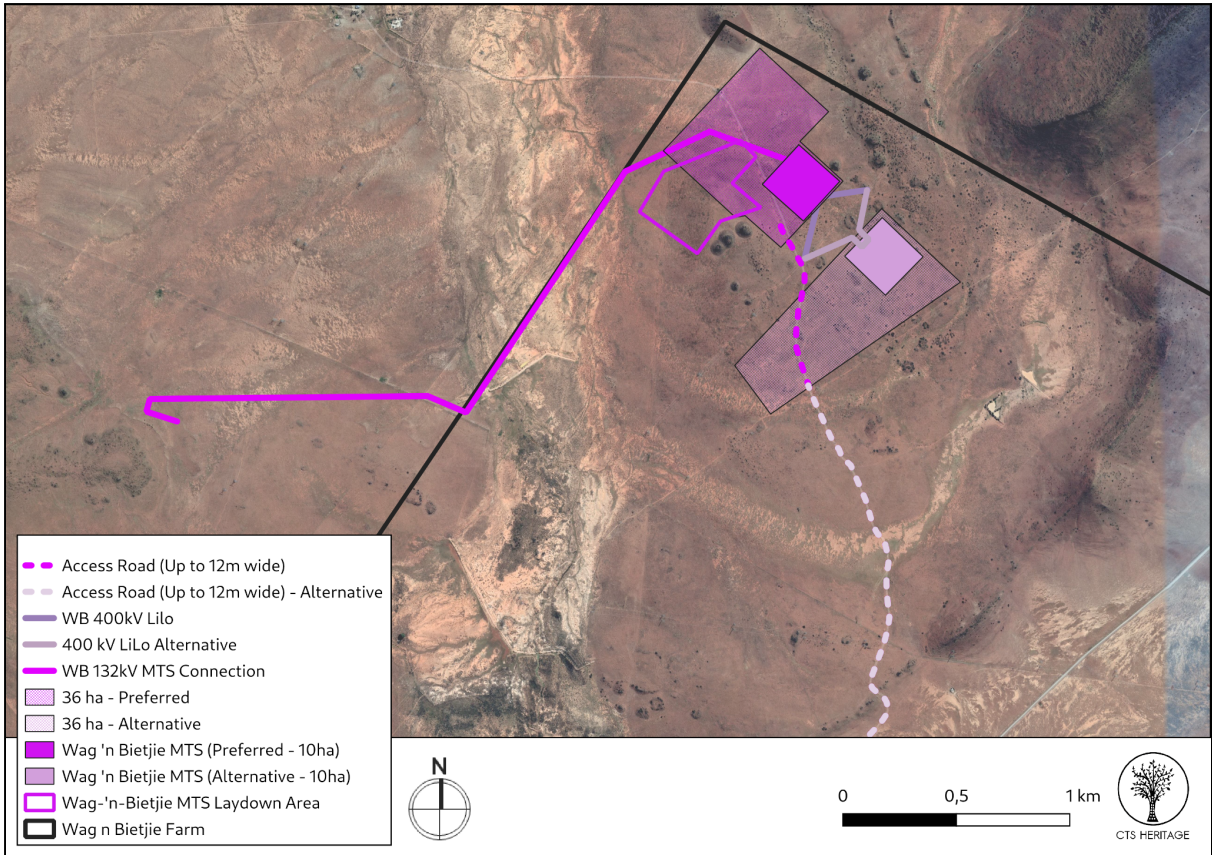 Access Road (Up to 12m wide)
Access Road (Up to 12m wide) - Alternative
WB 400kV Lilo
400 kV LiLo Alternative
WB 132kV MTS Connection
36 ha - Preferred
36 ha - Alternative
Wag 'n Bietjie MTS (Preferred - 10ha)
Wag 'n Bietjie MTS (Alternative - 10ha)
Wag-'n-Bietjie MTS Laydown Area
Wag n Bietjie Farm
N
0 0,5 1 km
CTS HERITAGE